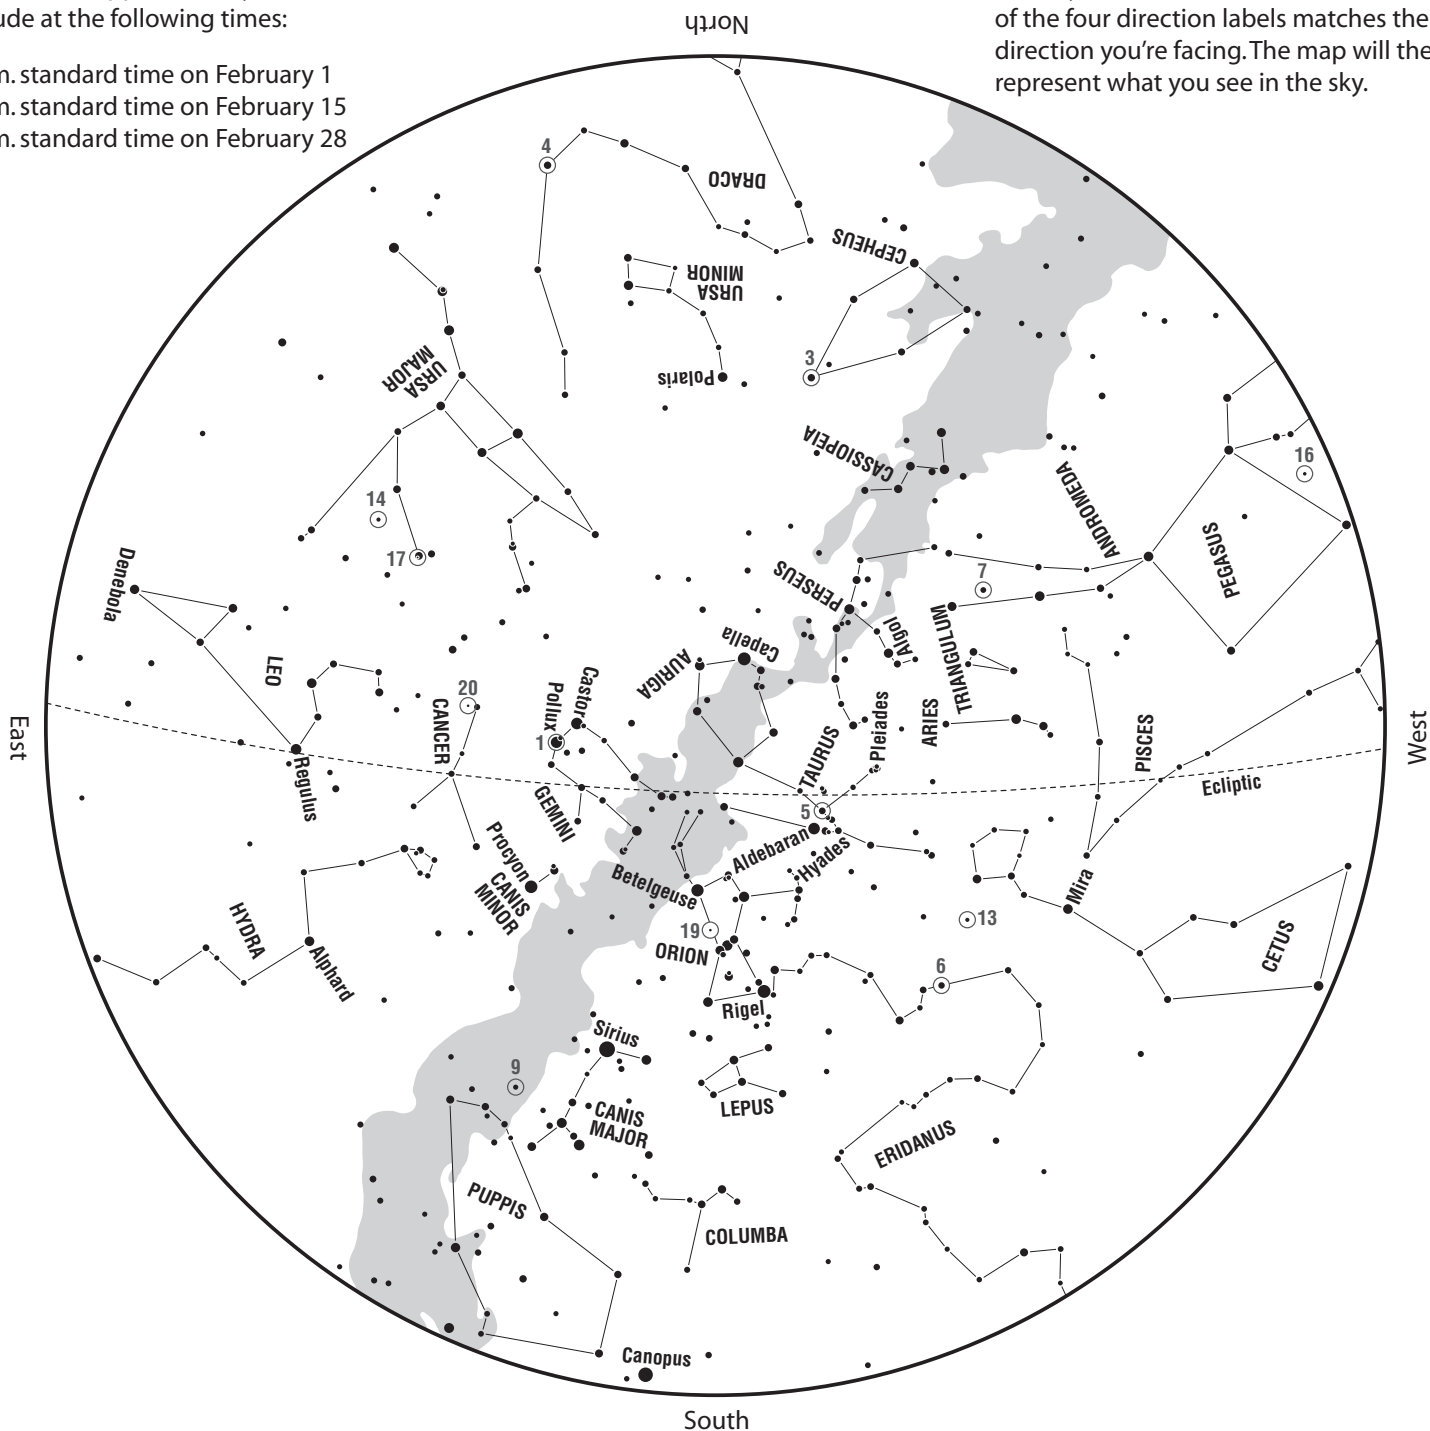 ude at the following times:
m. standard time on February 1
m. standard time on February 15
m. standard time on February 28
of the four direction labels matches the
direction you're facing. The map will the
represent what you see in the sky.
North
4
DRACO
CEPHEUS
URSA
MINOR
3
Polaris
URSA
MAJOR
CASSIOPEIA
16
ANDROMEDA
14
17
PEGASUS
Denebola
7
PERSEUS
Algol
TRIANGULUM
Capella
AURIGA
LEO
20
Castor
Pollux
1
CANCER
Pleiades
ARIES
TAURUS
PISCES
East
West
Regulus
Ecliptic
GEMINI
5
Aldebaran
Hyades
Procyon
CANIS
MINOR
Betelgeuse
Mira
13
19
ORION
HYDRA
Alphard
CETUS
6
Rigel
Sirius
9
LEPUS
CANIS
MAJOR
ERIDANUS
PUPPIS
COLUMBA
Canopus
South